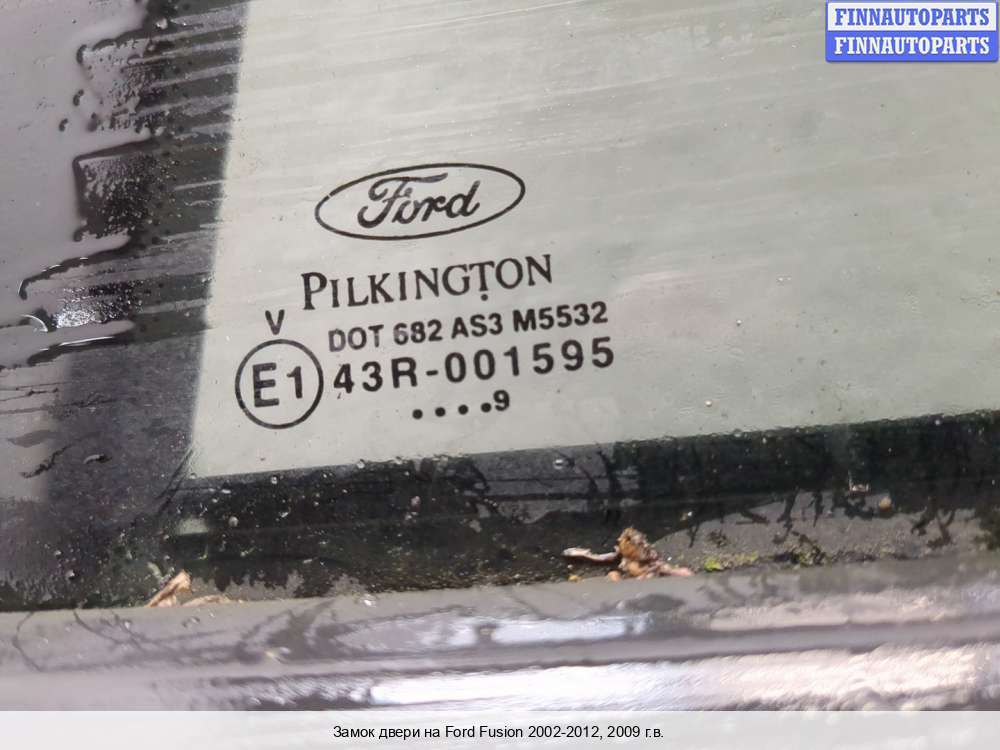 FINNAUTOPARTS
FINNAUTOPARTS
Ford
PILKINGTON
V
DOT 682 AS3 M5532
E1 43R-001595
....9
Замок двери на Ford Fusion 2002-2012, 2009 г.в.